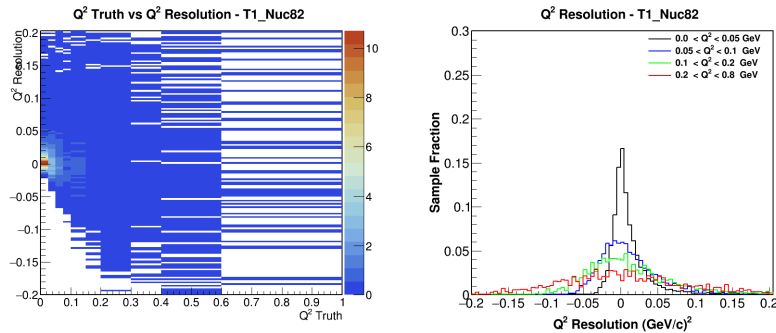 Q² Truth vs Q² Resolution - T1_Nuc82
Q² Resolution
0.2
0.15
0.1
0.05
0
−0.05
−0.1
−0.15
−0.2
0 0.1 0.2 0.3 0.4 0.5 0.6 0.7 0.8 0.9 1
Q² Truth
10
8
6
4
2
0
Q² Resolution - T1_Nuc82
0.0 < Q² < 0.05 GeV
0.05 < Q² < 0.1 GeV
0.1 < Q² < 0.2 GeV
0.2 < Q² < 0.8 GeV
Sample Fraction
0.3
0.25
0.2
0.15
0.1
0.05
0
−0.2 −0.15 −0.1 −0.05 0 0.05 0.1 0.15 0.2
Q² Resolution (GeV/c)²